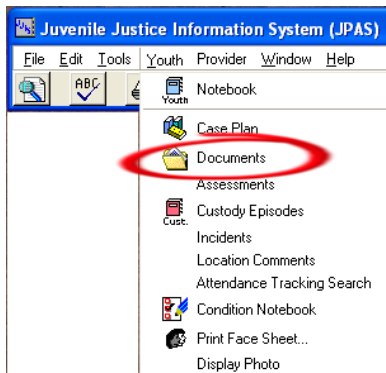 Juvenile Justice Information System (JPAS)
File Edit Tools Youth Provider Window Help
ABC
Youth Notebook
Case Plan
Documents
Assessments
Cust. Custody Episodes
Incidents
Location Comments
Attendance Tracking Search
Condition Notebook
Print Face Sheet...
Display Photo